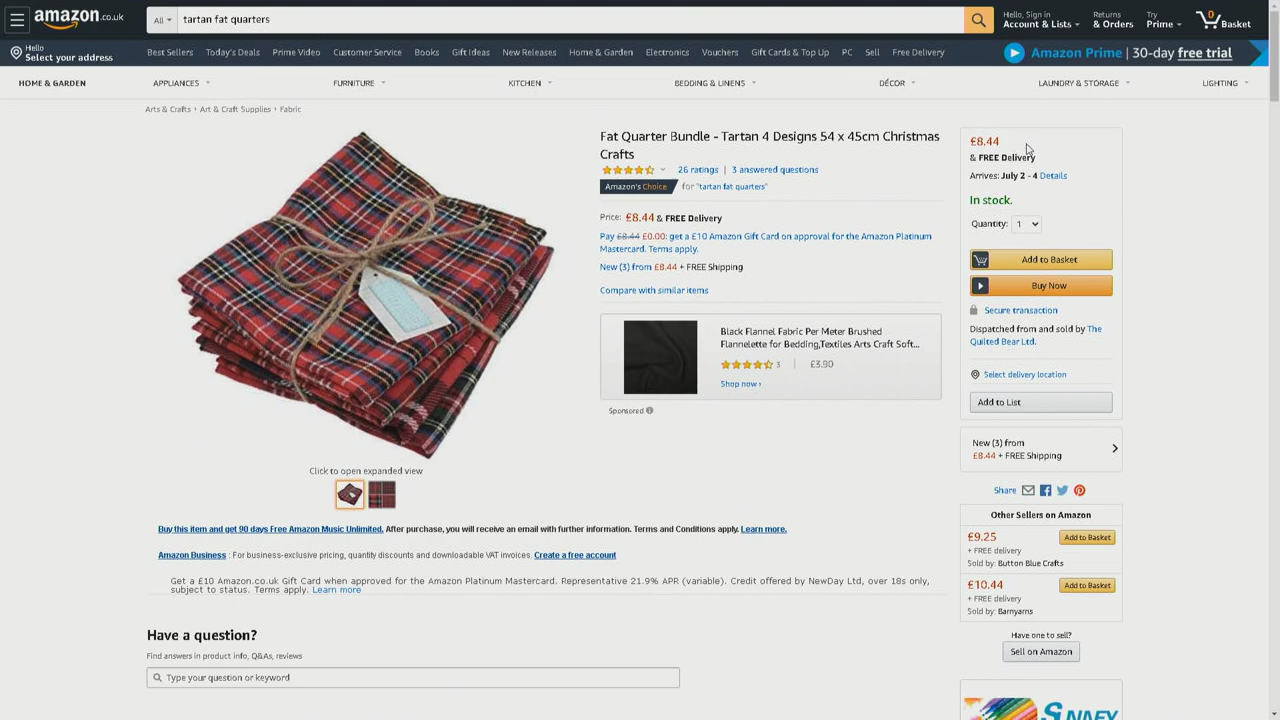 amazon.co.uk
All
tartan fat quarters
Hello, Sign in
Account & Lists
Returns
& Orders
Try
Prime
0
Basket
Hello
Select your address
Best Sellers
Today's Deals
Prime Video
Customer Service
Books
Gift Ideas
New Releases
Home & Garden
Electronics
Vouchers
Gift Cards & Top Up
PC
Sell
Free Delivery
Amazon Prime | 30-day free trial
HOME & GARDEN
APPLIANCES
FURNITURE
KITCHEN
BEDDING & LINENS
DÉCOR
LAUNDRY & STORAGE
LIGHTING
Arts & Crafts › Art & Craft Supplies › Fabric
Fat Quarter Bundle - Tartan 4 Designs 54 x 45cm Christmas
Crafts
26 ratings | 3 answered questions
Amazon's Choice for "tartan fat quarters"
Price: £8.44 & FREE Delivery
Pay £8.44 £0.00: get a £10 Amazon Gift Card on approval for the Amazon Platinum
Mastercard. Terms apply.
New (3) from £8.44 + FREE Shipping
Compare with similar items
Black Flannel Fabric Per Meter Brushed
Flannelette for Bedding,Textiles Arts Craft Soft...
3 | £3.90
Shop now ›
Sponsored
Click to open expanded view
Buy this item and get 90 days Free Amazon Music Unlimited. After purchase, you will receive an email with further information. Terms and Conditions apply. Learn more.
Amazon Business : For business-exclusive pricing, quantity discounts and downloadable VAT invoices. Create a free account
Get a £10 Amazon.co.uk Gift Card when approved for the Amazon Platinum Mastercard. Representative 21.9% APR (variable). Credit offered by NewDay Ltd, over 18s only,
subject to status. Terms apply. Learn more
Have a question?
Find answers in product info, Q&As, reviews
Type your question or keyword
£8.44
& FREE Delivery
Arrives: July 2 - 4 Details
In stock.
Quantity: 1
Add to Basket
Buy Now
Secure transaction
Dispatched from and sold by The
Quilted Bear Ltd.
Select delivery location
Add to List
New (3) from
£8.44 + FREE Shipping
Share
Other Sellers on Amazon
£9.25
Add to Basket
+ FREE delivery
Sold by: Button Blue Crafts
£10.44
Add to Basket
+ FREE delivery
Sold by: Barnyarns
Have one to sell?
Sell on Amazon